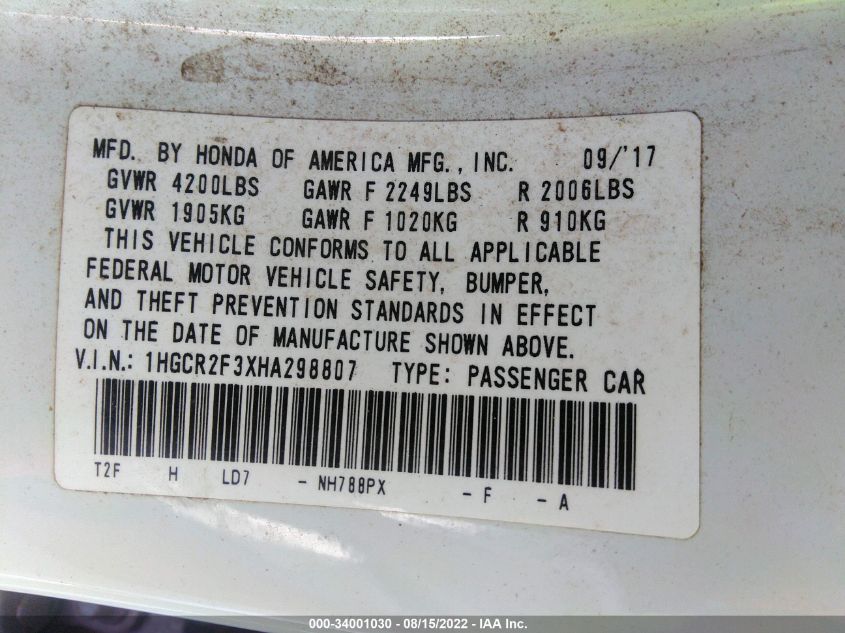 MFD. BY HONDA OF AMERICA MFG., INC. 09/'17
GVWR 4200LBS GAWR F 2249LBS R 2006LBS
GVWR 1905KG GAWR F 1020KG R 910KG
THIS VEHICLE CONFORMS TO ALL APPLICABLE
FEDERAL MOTOR VEHICLE SAFETY, BUMPER,
AND THEFT PREVENTION STANDARDS IN EFFECT
ON THE DATE OF MANUFACTURE SHOWN ABOVE.
V.I.N.: 1HGCR2F3XHA298807 TYPE: PASSENGER CAR
T2F H LD7 - NH788PX - F - A
000-34001030 - 08/15/2022 - IAA Inc.